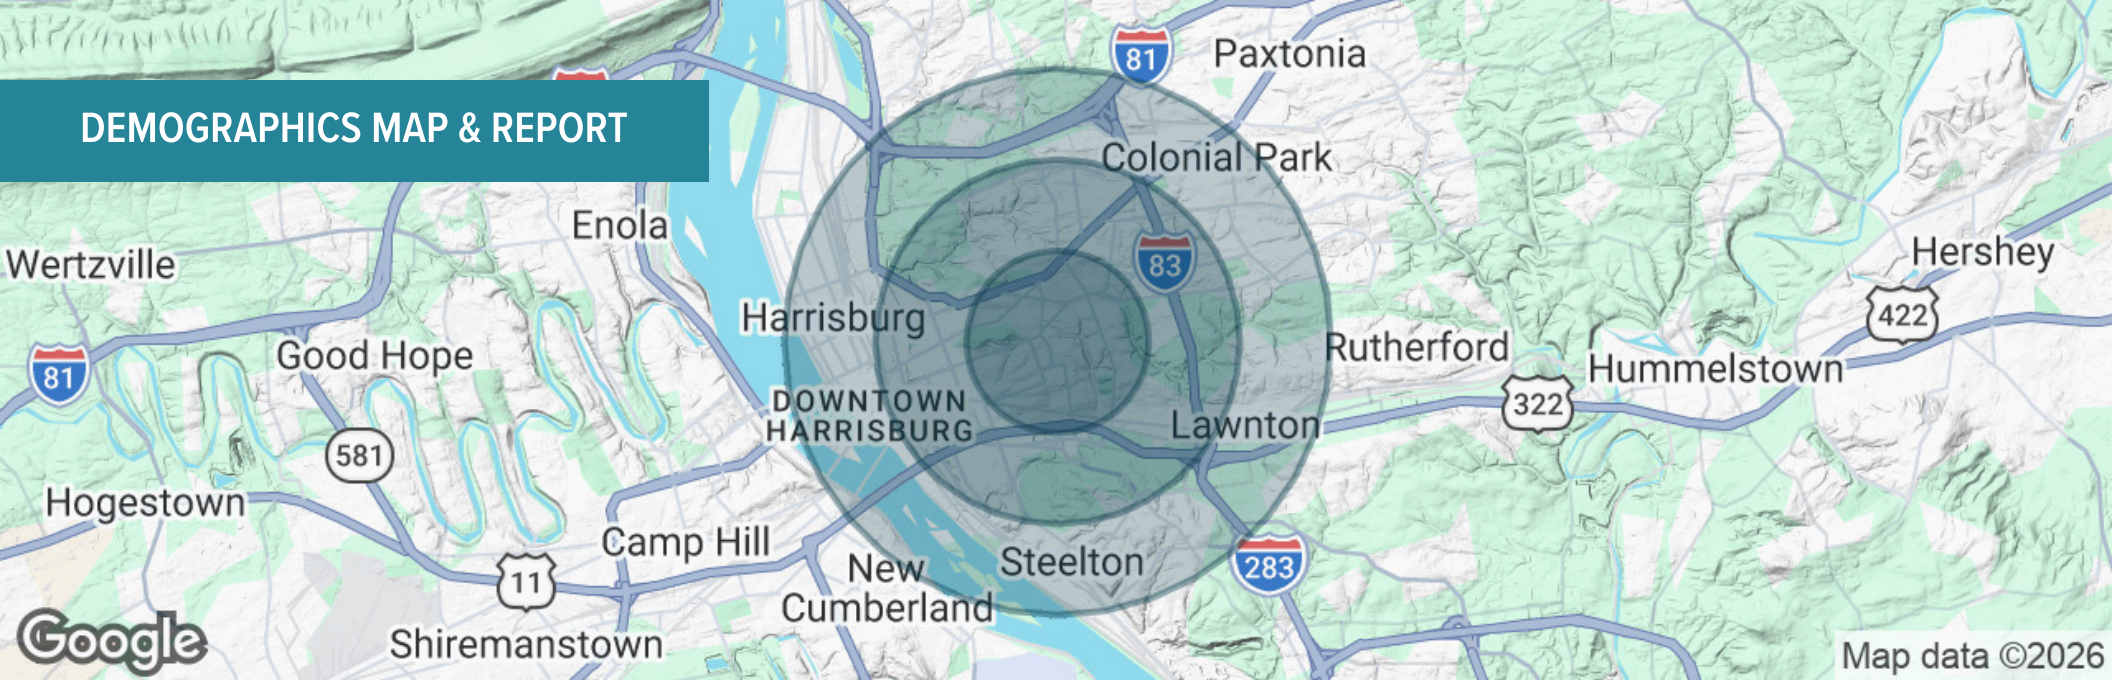 81
Paxtonia
DEMOGRAPHICS MAP & REPORT
Colonial Park
Enola
Wertzville
Hershey
83
Harrisburg
422
Good Hope
Rutherford
Hummelstown
81
DOWNTOWN
HARRISBURG
322
Lawnton
581
Hogestown
Camp Hill
Steelton
New
Cumberland
283
11
Google
Shiremanstown
Map data ©2026